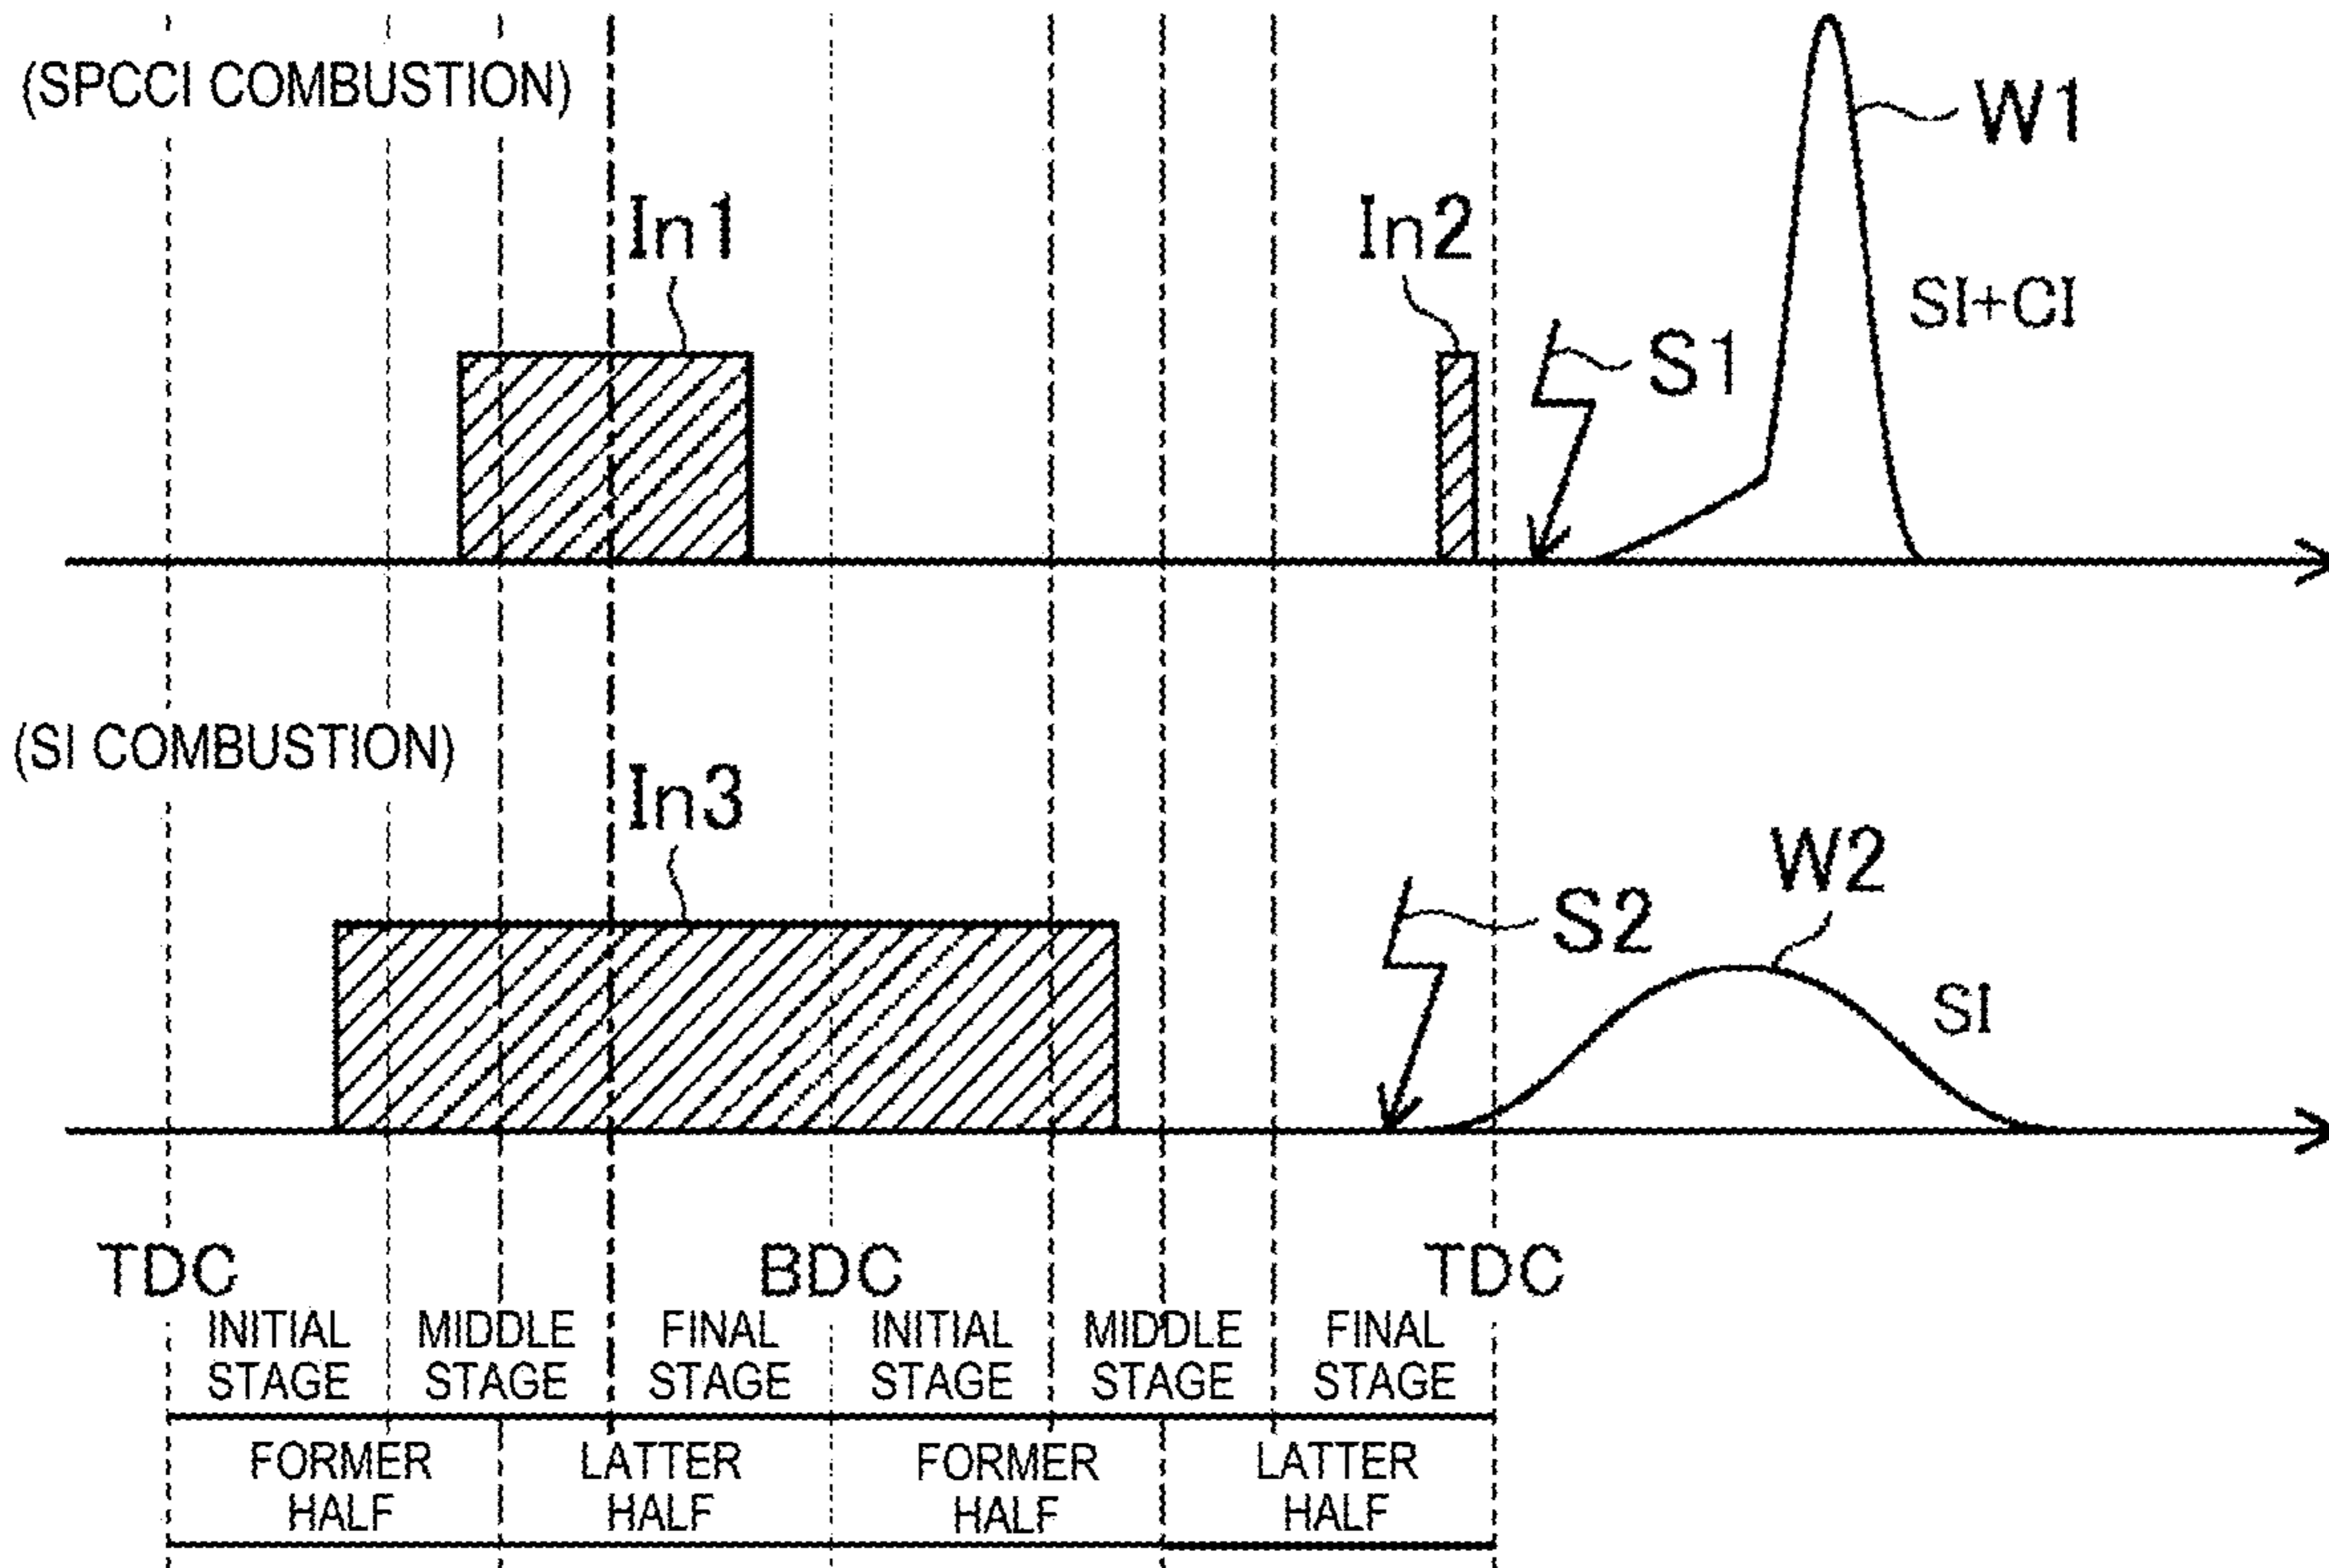 (SPCCI COMBUSTION)
W1
In1
In2
SI+CI
S1
(SI COMBUSTION)
In3
W2
S2
SI
TDC
BDC
TDC
INITIAL STAGE
MIDDLE STAGE
FINAL STAGE
INITIAL STAGE
MIDDLE STAGE
FINAL STAGE
FORMER HALF
LATTER HALF
FORMER HALF
LATTER HALF